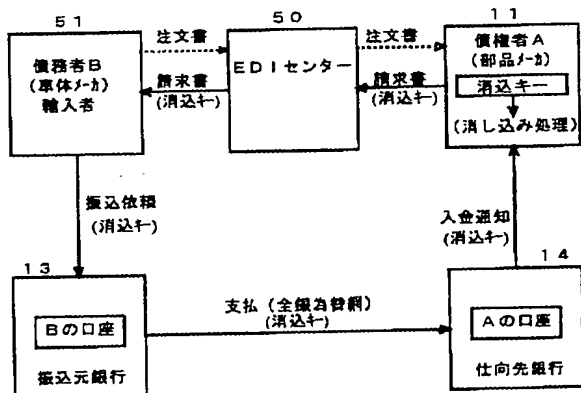 51
50
11
債務者B
(車体メーカ)
輸入者
注文書
請求書
(消込キー)
EDIセンター
注文書
請求書
(消込キー)
債権者A
(部品メーカ)
消込キー
(消し込み処理)
振込依頼
(消込キー)
入金通知
(消込キー)
13
14
Bの口座
振込元銀行
支払(全銀為替網)
(消込キー)
Aの口座
仕向先銀行